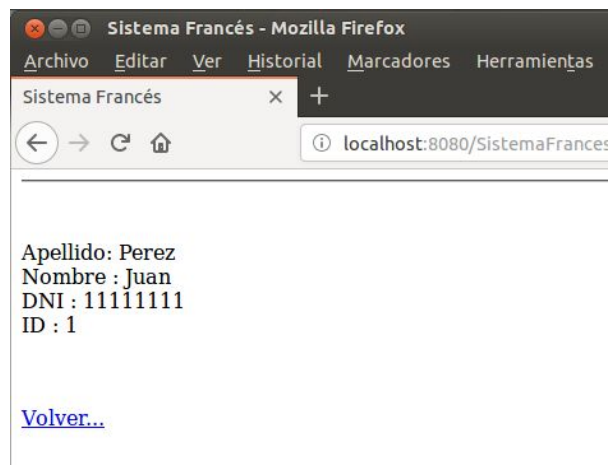 Sistema Francés - Mozilla Firefox
Archivo Editar Ver Historial Marcadores Herramientas
Sistema Francés
localhost:8080/SistemaFrances
Apellido: Perez
Nombre : Juan
DNI : 11111111
ID : 1
Volver...